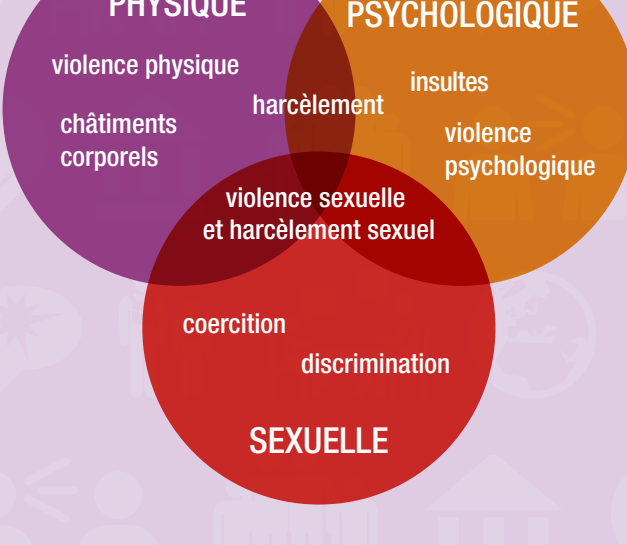 PHYSIQUE
PSYCHOLOGIQUE
violence physique
insultes
harcèlement
châtiments
corporels
violence
psychologique
violence sexuelle
et harcèlement sexuel
coercition
discrimination
SEXUELLE